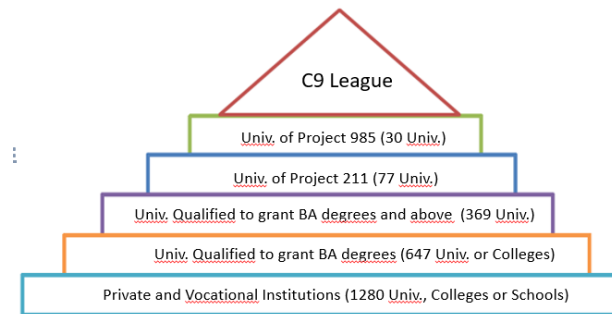 C9 League
Univ. of Project 985 (30 Univ.)
Univ. of Project 211 (77 Univ.)
Univ. Qualified to grant BA degrees and above (369 Univ.)
Univ. Qualified to grant BA degrees (647 Univ. or Colleges)
Private and Vocational Institutions (1280 Univ., Colleges or Schools)